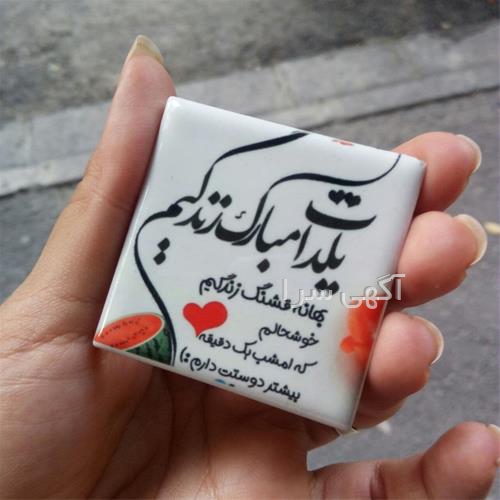 یلدات مبارک زندگیم
بهانه قشنگ زندگیم
خوشحالم
که امشب یک دقیقه
بیشتر دوستت دارم :)
آگهی سرا